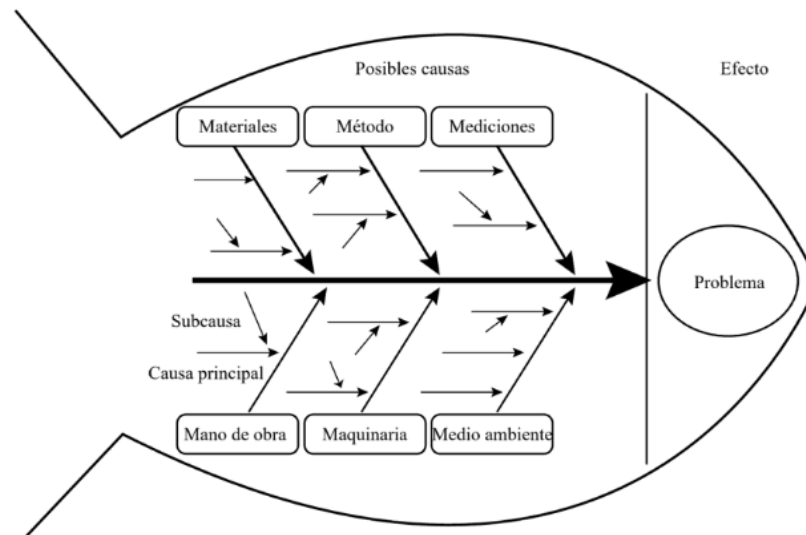 Posibles causas
Efecto
Materiales
Método
Mediciones
Problema
Subcausa
Causa principal
Mano de obra
Maquinaria
Medio ambiente